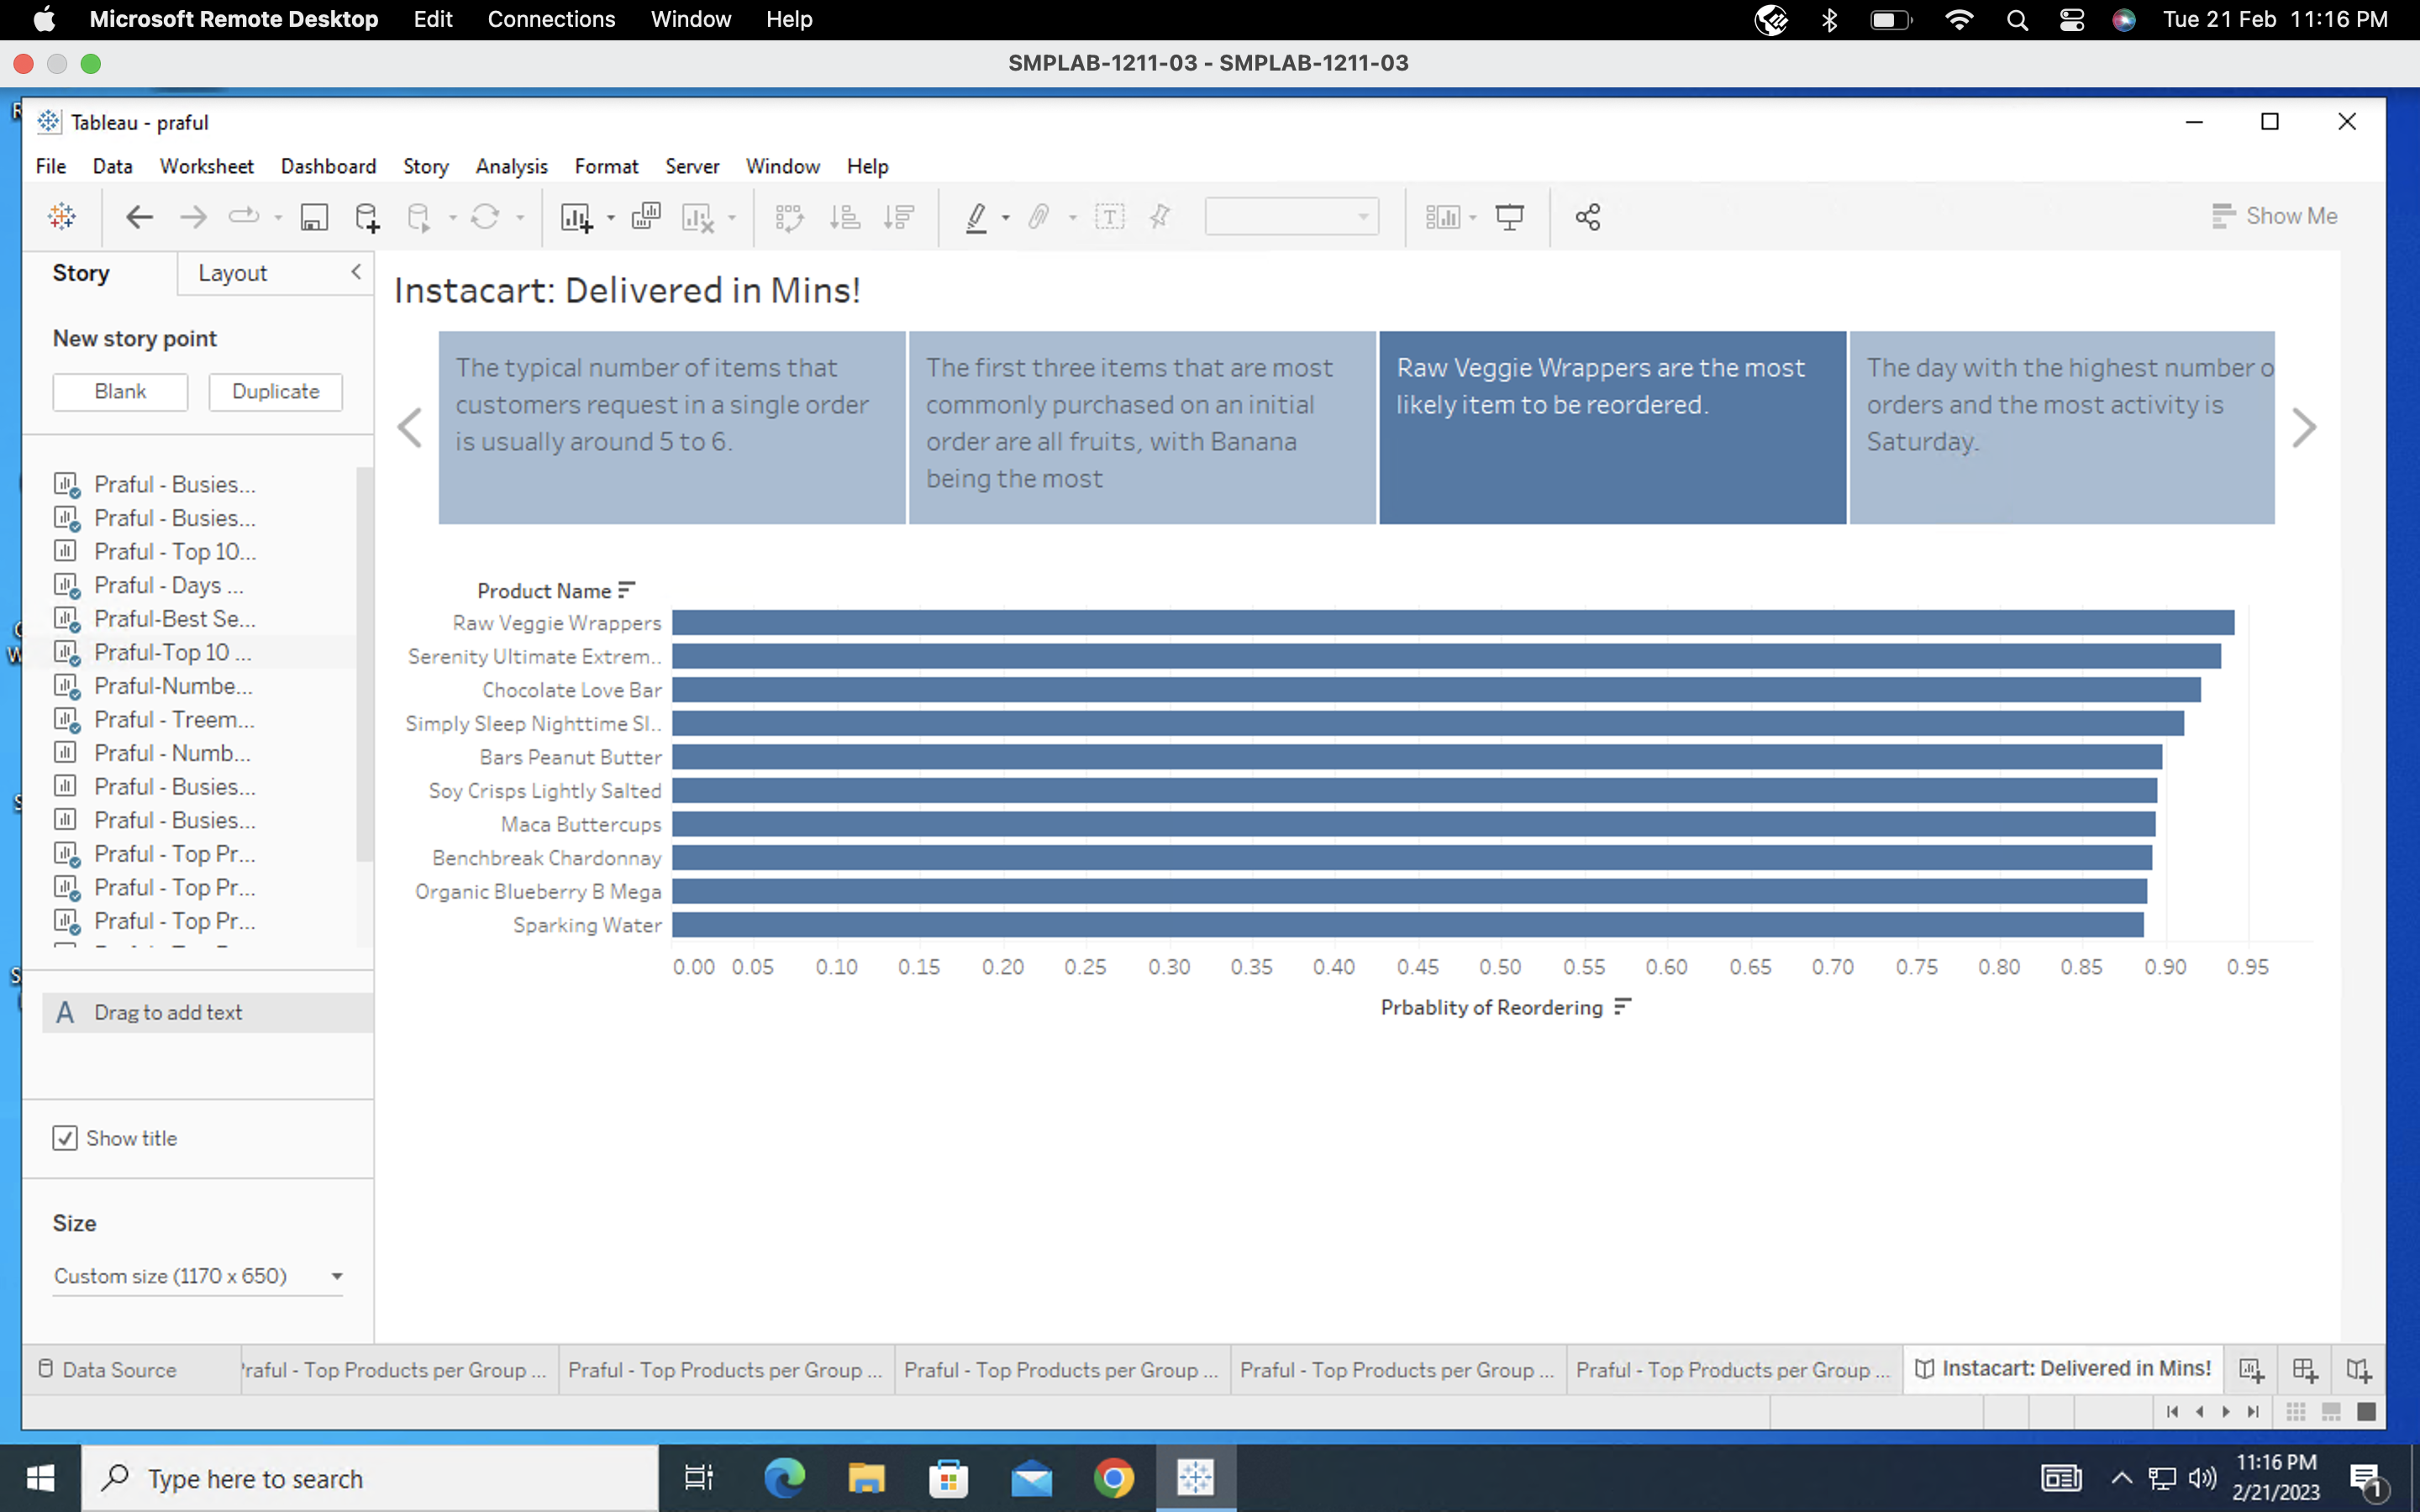 Microsoft Remote Desktop Edit Connections Window Help Tue 21 Feb 11:16 PM
SMPLAB-1211-03 - SMPLAB-1211-03
Tableau - praful
File Data Worksheet Dashboard Story Analysis Format Server Window Help
Show Me
Story Layout
New story point
Blank Duplicate
Praful - Busies...
Praful - Busies...
Praful - Top 10...
Praful - Days ...
Praful-Best Se...
Praful-Top 10 ...
Praful-Numbe...
Praful - Treem...
Praful - Numb...
Praful - Busies...
Praful - Busies...
Praful - Top Pr...
Praful - Top Pr...
Praful - Top Pr...
A Drag to add text
Show title
Size
Custom size (1170 x 650)
Instacart: Delivered in Mins!
The typical number of items that
customers request in a single order
is usually around 5 to 6.
The first three items that are most
commonly purchased on an initial
order are all fruits, with Banana
being the most
Raw Veggie Wrappers are the most
likely item to be reordered.
The day with the highest number o
orders and the most activity is
Saturday.
Product Name
Raw Veggie Wrappers
Serenity Ultimate Extrem..
Chocolate Love Bar
Simply Sleep Nighttime Sl..
Bars Peanut Butter
Soy Crisps Lightly Salted
Maca Buttercups
Benchbreak Chardonnay
Organic Blueberry B Mega
Sparking Water
0.00 0.05 0.10 0.15 0.20 0.25 0.30 0.35 0.40 0.45 0.50 0.55 0.60 0.65 0.70 0.75 0.80 0.85 0.90 0.95
Prbablity of Reordering
Data Source raful - Top Products per Group ... Praful - Top Products per Group ... Praful - Top Products per Group ... Praful - Top Products per Group ... Praful - Top Products per Group ... Instacart: Delivered in Mins!
Type here to search
11:16 PM
2/21/2023
1